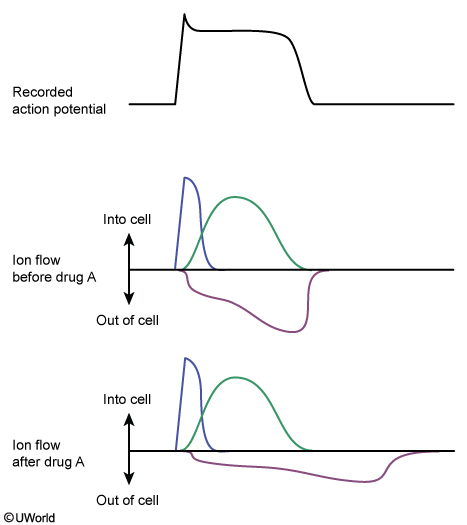 Recorded
action potential
Into cell
Ion flow
before drug A
Out of cell
Into cell
Ion flow
after drug A
Out of cell
©UWorld